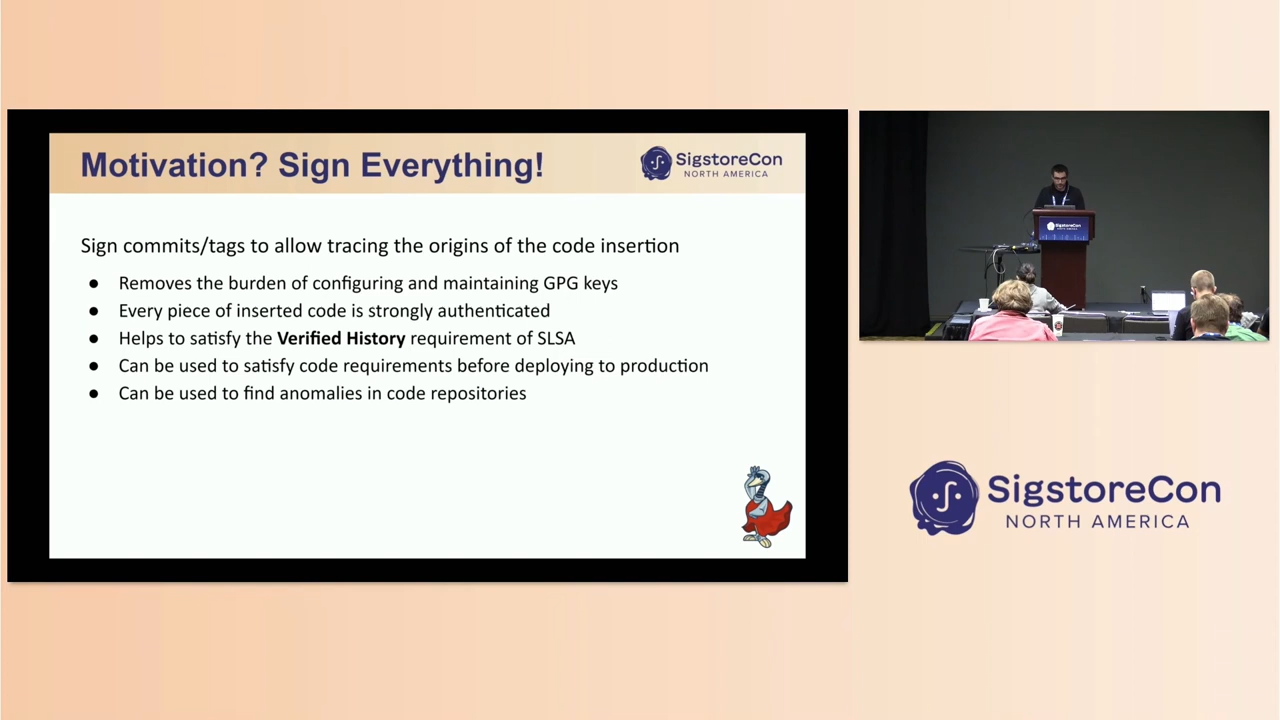 Motivation? Sign Everything!
SigstoreCon
NORTH AMERICA
Sign commits/tags to allow tracing the origins of the code insertion
● Removes the burden of configuring and maintaining GPG keys
● Every piece of inserted code is strongly authenticated
● Helps to satisfy the Verified History requirement of SLSA
● Can be used to satisfy code requirements before deploying to production
● Can be used to find anomalies in code repositories
SigstoreCon
SigstoreCon
NORTH AMERICA